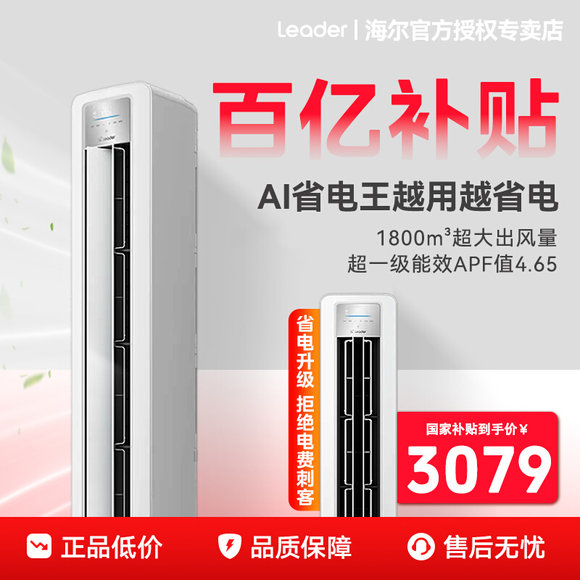 Leader | 海尔官方授权专卖店
百亿补贴
AI省电王越用越省电
1800m³超大出风量
超一级能效APF值4.65
Leader
Leader
省电升级 拒绝电费刺客
国家补贴到手价¥
3079
正品低价
品质保障
售后无忧